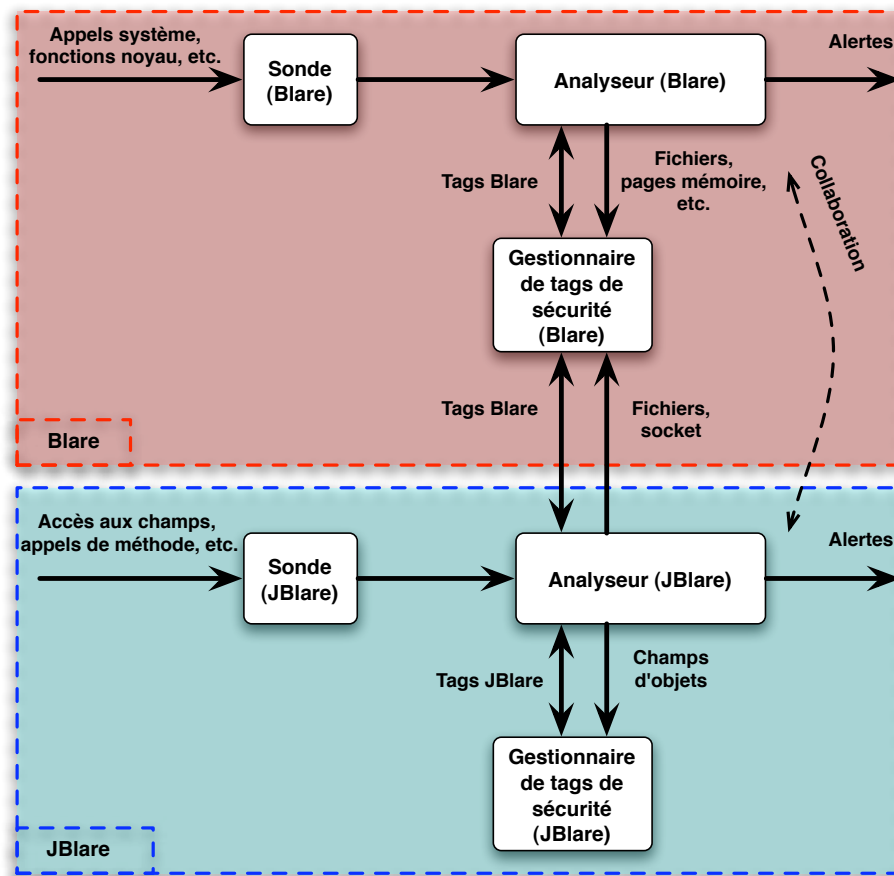 Appels système,
fonctions noyau, etc.
Sonde
(Blare)
Analyseur (Blare)
Alertes
Tags Blare
Fichiers,
pages mémoire,
etc.
Collaboration
Gestionnaire
de tags de
sécurité
(Blare)
Tags Blare
Fichiers,
socket
Blare
Accès aux champs,
appels de méthode, etc.
Sonde
(JBlare)
Analyseur (JBlare)
Alertes
Tags JBlare
Champs
d'objets
Gestionnaire
de tags de
sécurité
(JBlare)
JBlare